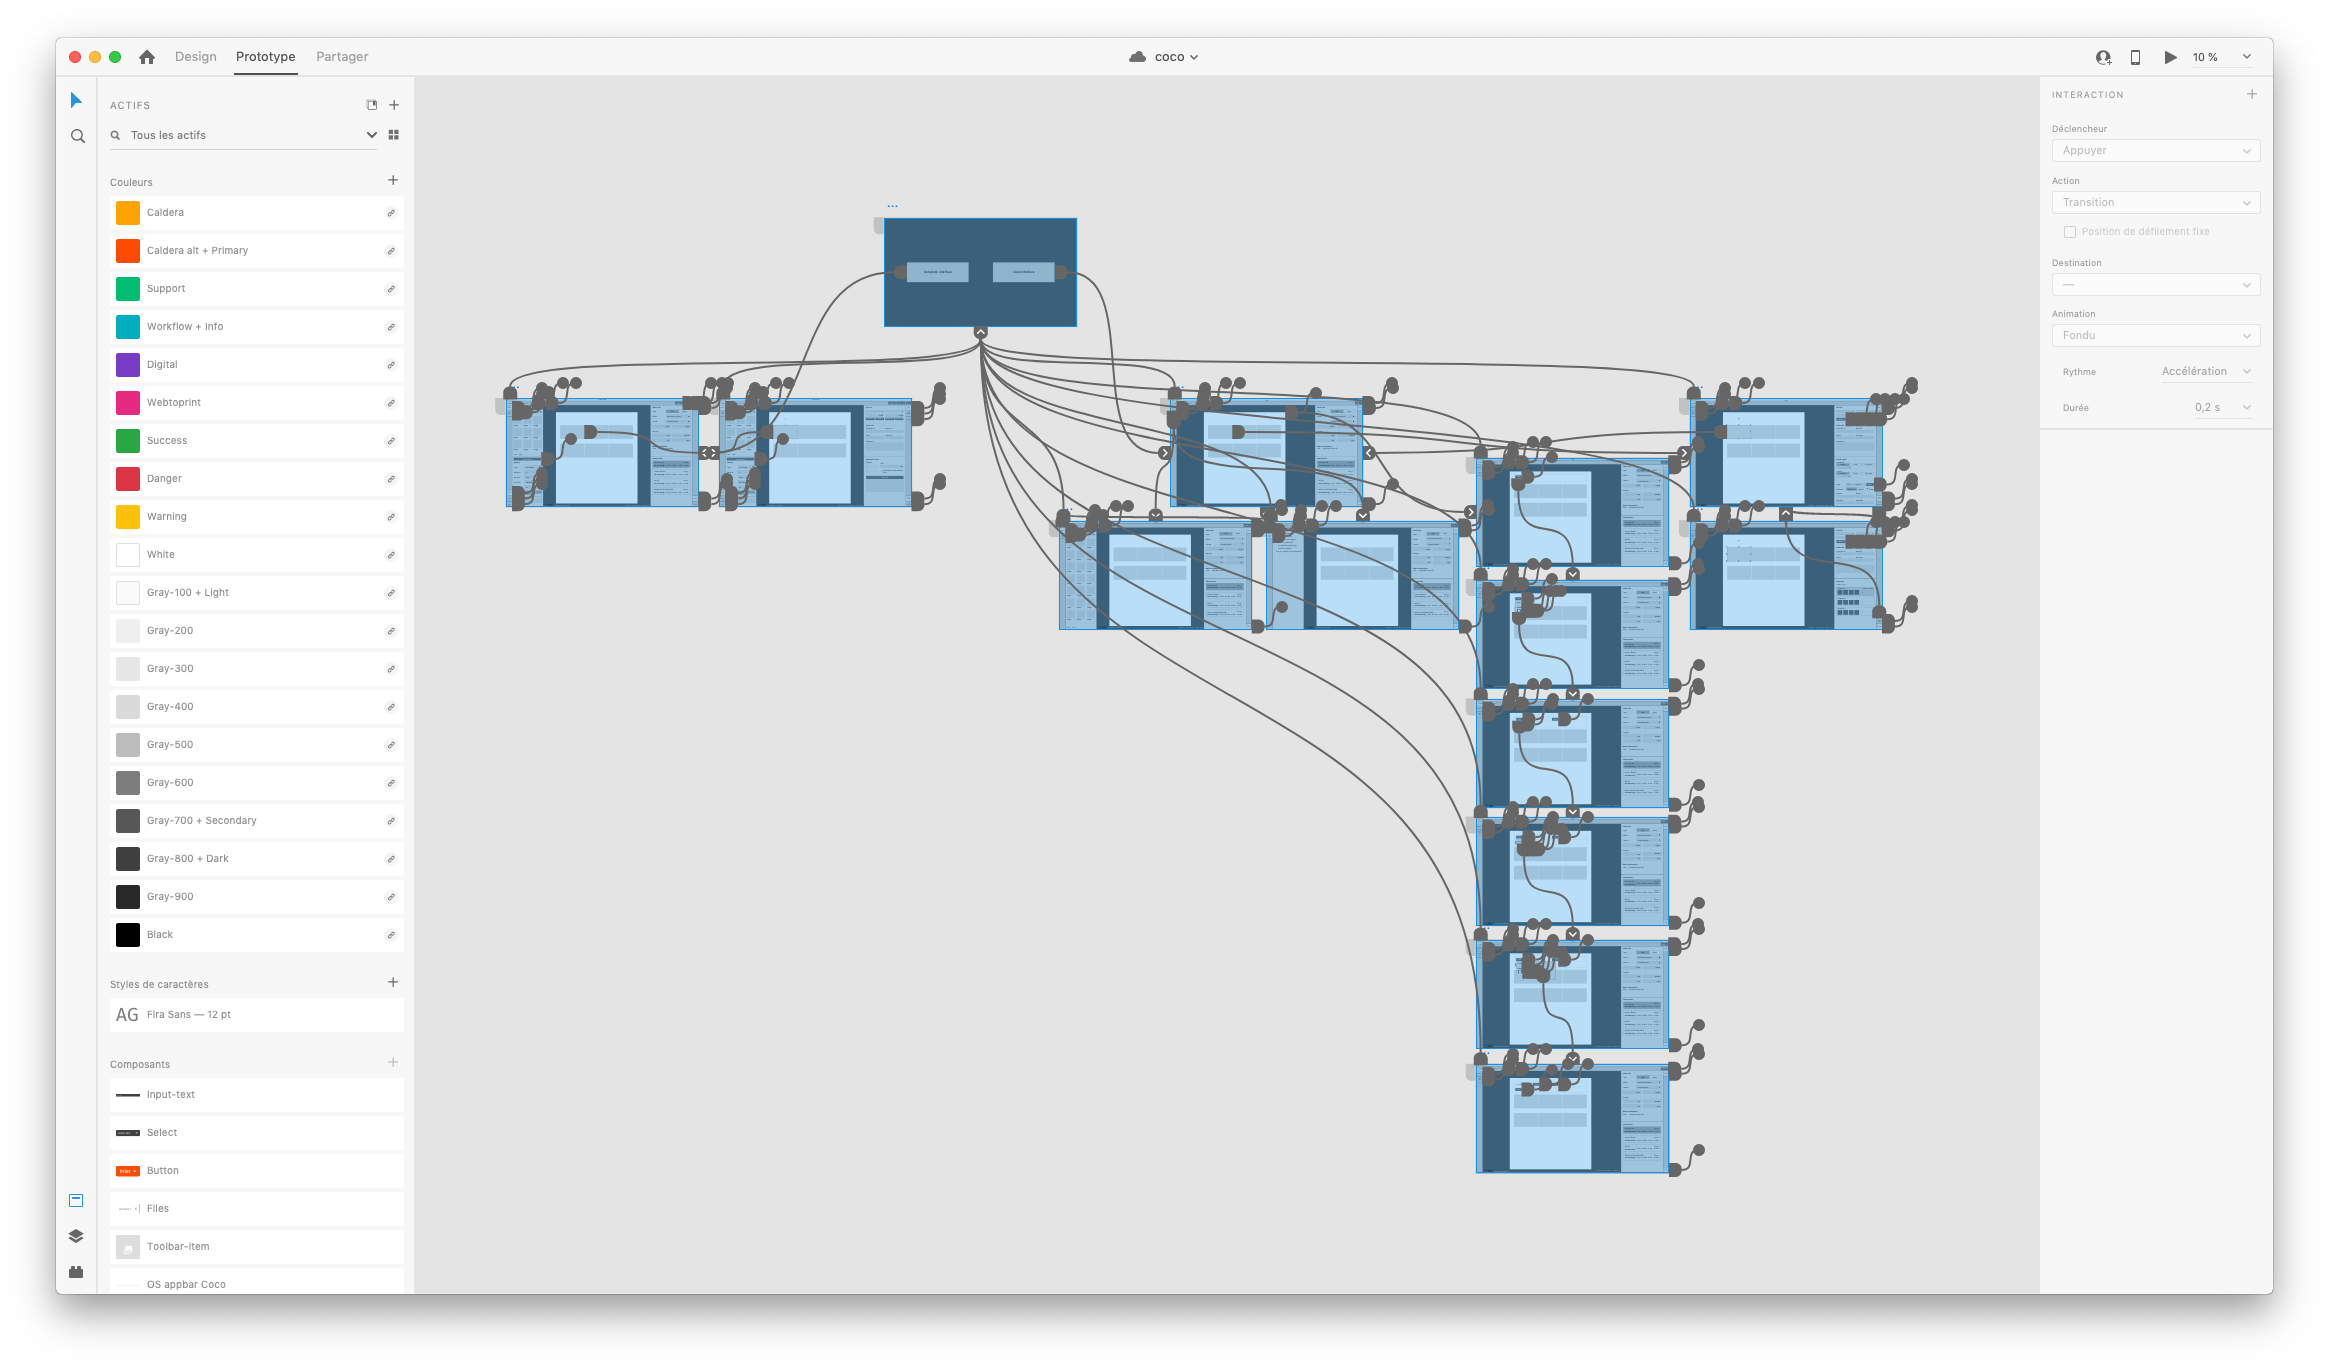 Design
Prototype
Partager
coco
10 %
ACTIFS
Tous les actifs
Couleurs
Caldera
Caldera alt + Primary
Support
Workflow + Info
Digital
Webtoprint
Success
Danger
Warning
White
Gray-100 + Light
Gray-200
Gray-300
Gray-400
Gray-500
Gray-600
Gray-700 + Secondary
Gray-800 + Dark
Gray-900
Black
Styles de caractères
AG Fira Sans — 12 pt
Composants
Input-text
Select
Button
Files
Toolbar-item
OS appbar Coco
INTERACTION
Déclencheur
Appuyer
Action
Transition
Position de défilement fixe
Destination
—
Animation
Fondu
Rythme
Accélération
Durée
0,2 s